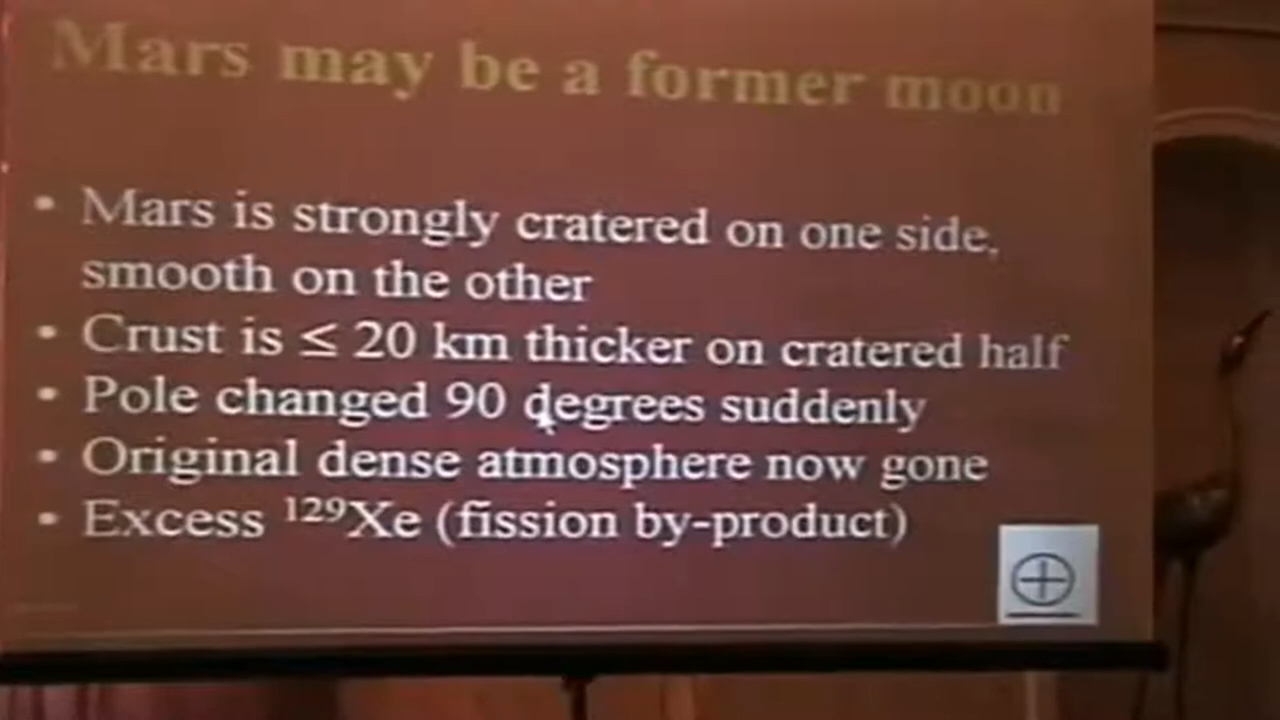 Mars may be a former moon
• Mars is strongly cratered on one side,
smooth on the other
• Crust is ≤ 20 km thicker on cratered half
• Pole changed 90 degrees suddenly
• Original dense atmosphere now gone
• Excess ¹²⁹Xe (fission by-product)